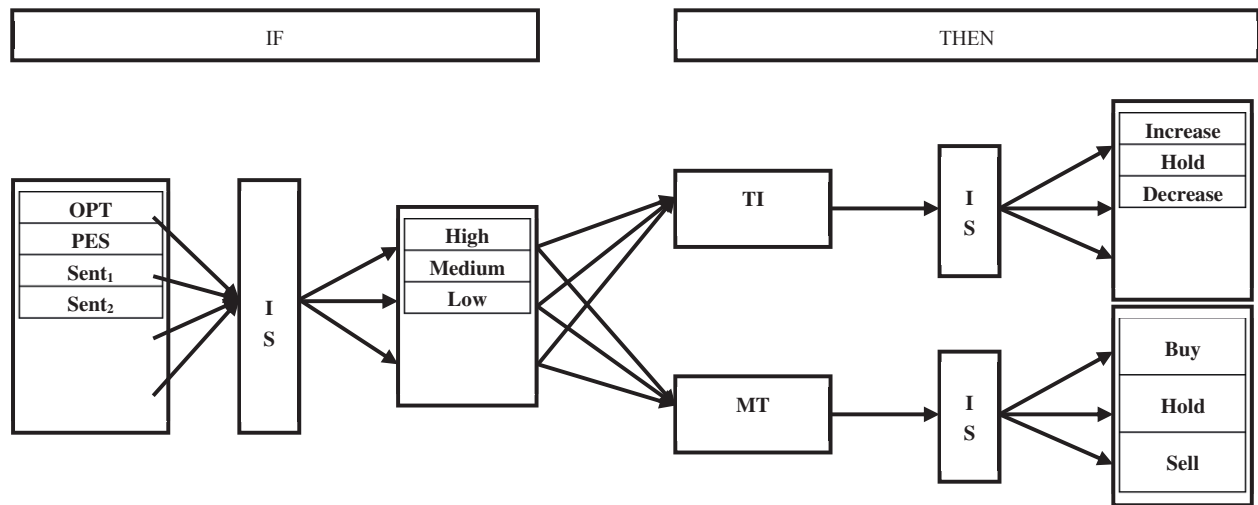 IF
THEN
OPT
PES
Sent₁
Sent₂
I
S
High
Medium
Low
TI
I
S
Increase
Hold
Decrease
MT
I
S
Buy
Hold
Sell